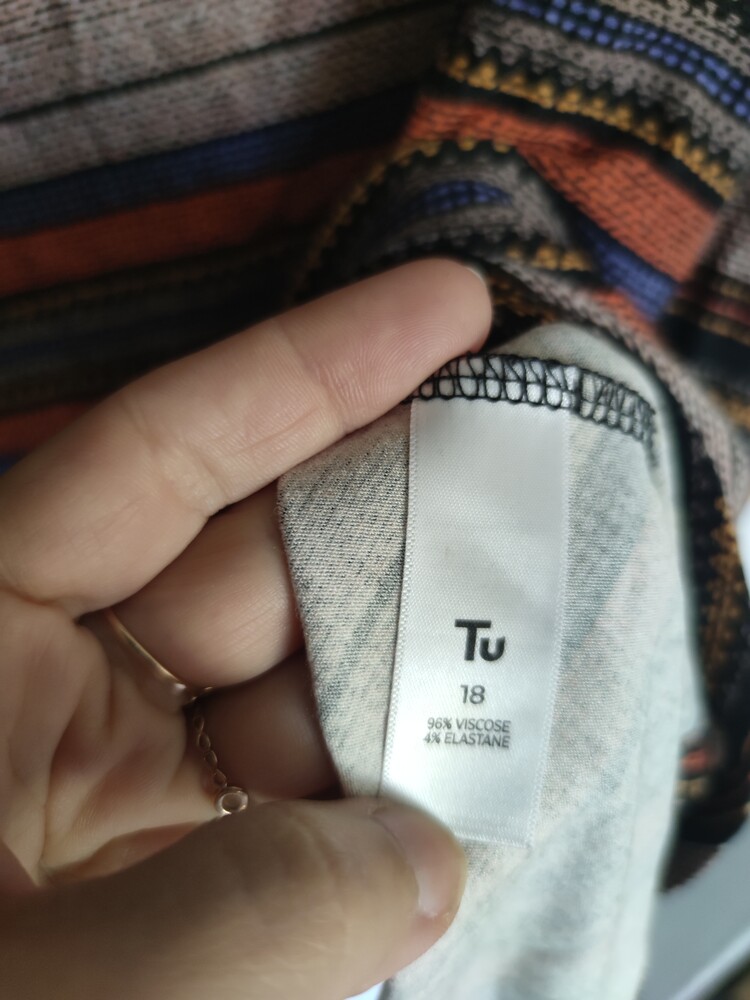 Tu
18
96% VISCOSE
4% ELASTANE